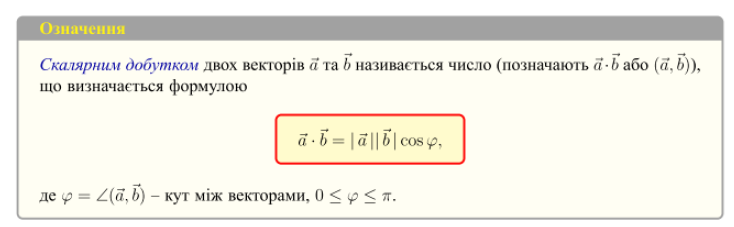 Означення
Скалярним добутком двох векторів a⃗ та b⃗ називається число (позначають a⃗·b⃗ або (a⃗,b⃗)),
що визначається формулою
a⃗ · b⃗ = | a⃗ || b⃗ | cos φ,
де φ = ∠(a⃗,b⃗) – кут між векторами, 0 ≤ φ ≤ π.